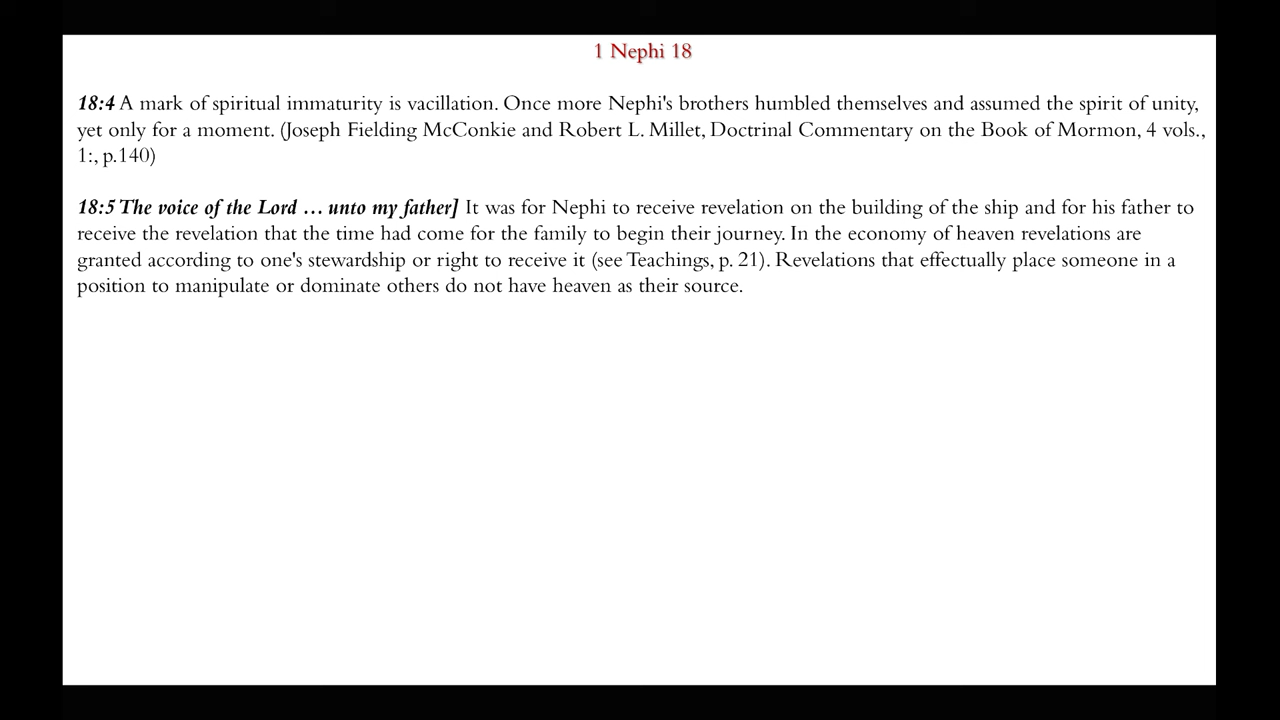 1 Nephi 18
18:4 A mark of spiritual immaturity is vacillation. Once more Nephi's brothers humbled themselves and assumed the spirit of unity,
yet only for a moment. (Joseph Fielding McConkie and Robert L. Millet, Doctrinal Commentary on the Book of Mormon, 4 vols.,
1:, p.140)
18:5 The voice of the Lord … unto my father] It was for Nephi to receive revelation on the building of the ship and for his father to
receive the revelation that the time had come for the family to begin their journey. In the economy of heaven revelations are
granted according to one's stewardship or right to receive it (see Teachings, p. 21). Revelations that effectually place someone in a
position to manipulate or dominate others do not have heaven as their source.